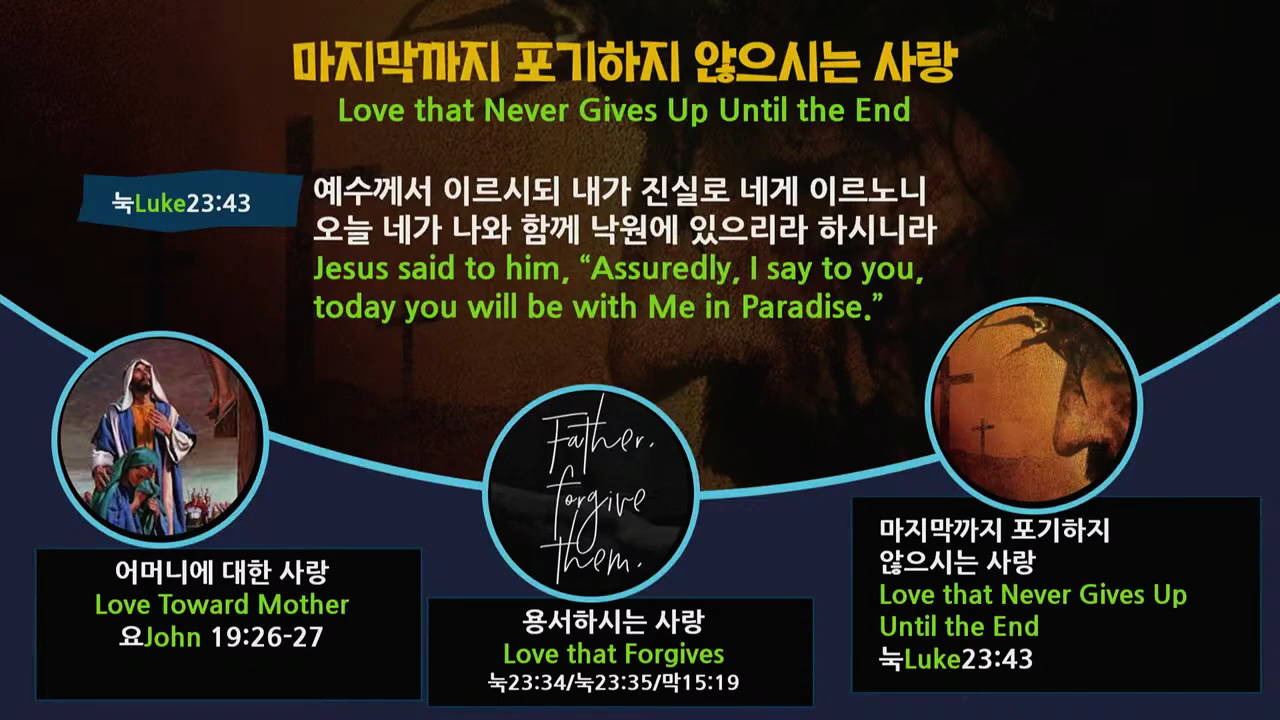 마지막까지 포기하지 않으시는 사랑
Love that Never Gives Up Until the End
눅Luke23:43
예수께서 이르시되 내가 진실로 네게 이르노니
오늘 네가 나와 함께 낙원에 있으리라 하시니라
Jesus said to him, “Assuredly, I say to you,
today you will be with Me in Paradise.”
어머니에 대한 사랑
Love Toward Mother
요John 19:26-27
Father.
forgive
them.
용서하시는 사랑
Love that Forgives
눅23:34/눅23:35/막15:19
마지막까지 포기하지
않으시는 사랑
Love that Never Gives Up
Until the End
눅Luke23:43